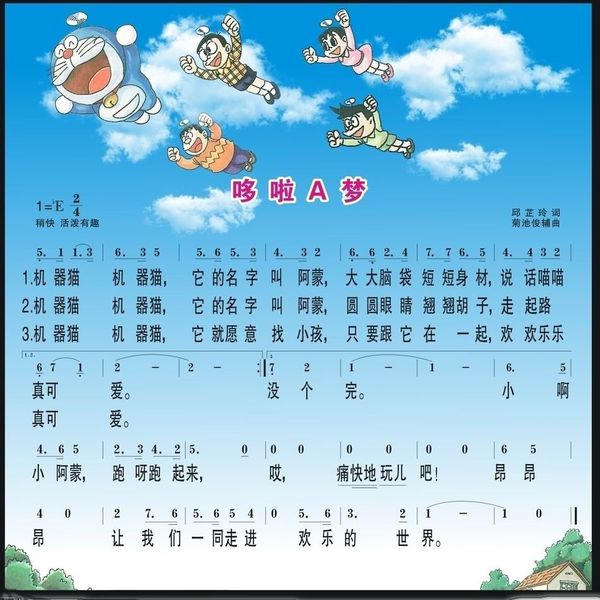 哆啦A梦
1=♭E 2/4
稍快 活泼有趣
邱芷玲 词
菊池俊辅 曲
5. 1 1.3 | 6. 3 5 | 5. 6 5.3 | 4. 3 2 | 6. 7 6 5 | 4. 3 2 | 5. 4 3 2
1.机 器猫 机 器猫, 它 的名 字 叫 阿蒙, 大 大脑 袋 短 短身 材, 说 话喵喵
2.机 器猫 机 器猫, 它 的名 字 叫 阿蒙, 圆 圆眼 睛 翘 翘胡 子, 走 起路
3.机 器猫 机 器猫, 它 就愿 意 找 小孩, 只 要跟 它 在 一 起, 欢 欢乐乐
6 7 1 | 2 - | 2 - :| 7 2 | 1 - | 1 0 | 6. 5
真可 爱。 没 个 完。 小 啊
真可 爱。
4. 6 5 | 2. 4 2 1 | 5. 0 | 0 0 | 0 0 | 0 0 | 5 5
小 阿蒙, 跑 呀跑 起 来, 哎, 痛快地玩儿 吧! 昂 昂
4 0 | 5 4 5 | 6. 5 4 6 | 0 5. 6 | 3. 2 | 1 - | 1 0
昂 让 我 们 一 同走 进 欢 乐 的 世 界。